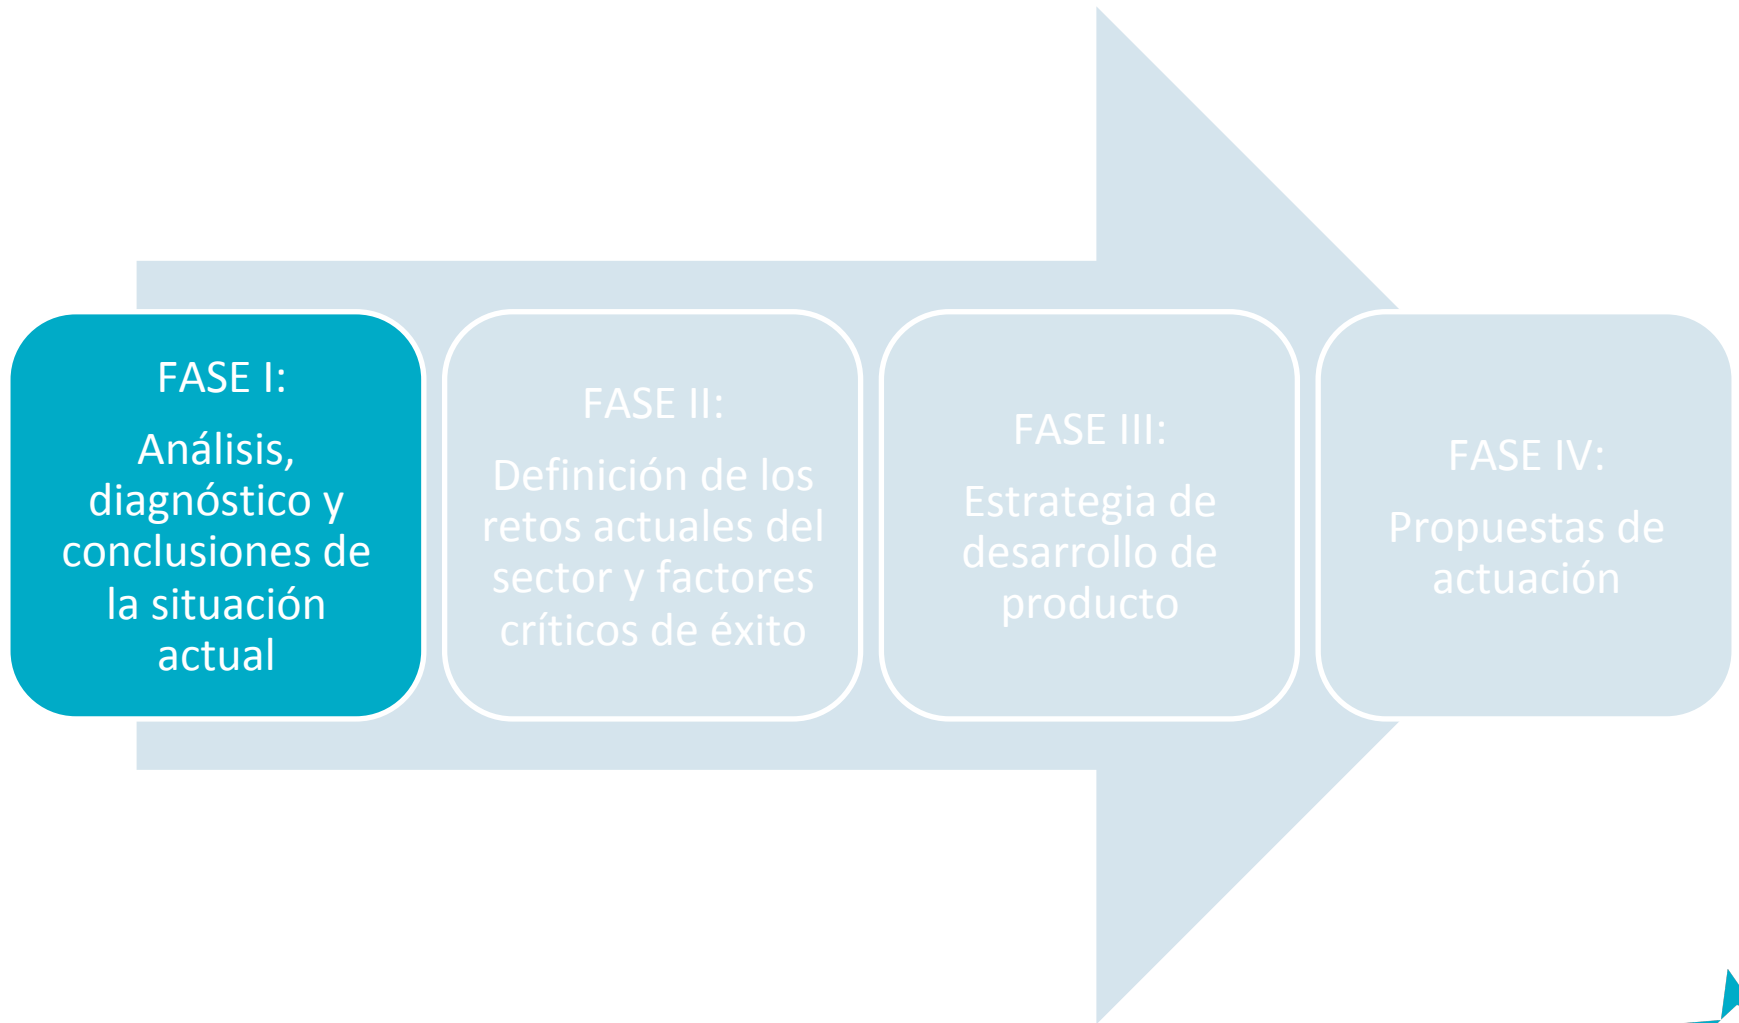 FASE I:
Análisis,
diagnóstico y
conclusiones de
la situación
actual
FASE II:
Definición de los
retos actuales del
sector y factores
críticos de éxito
FASE III:
Estrategia de
desarrollo de
producto
FASE IV:
Propuestas de
actuación